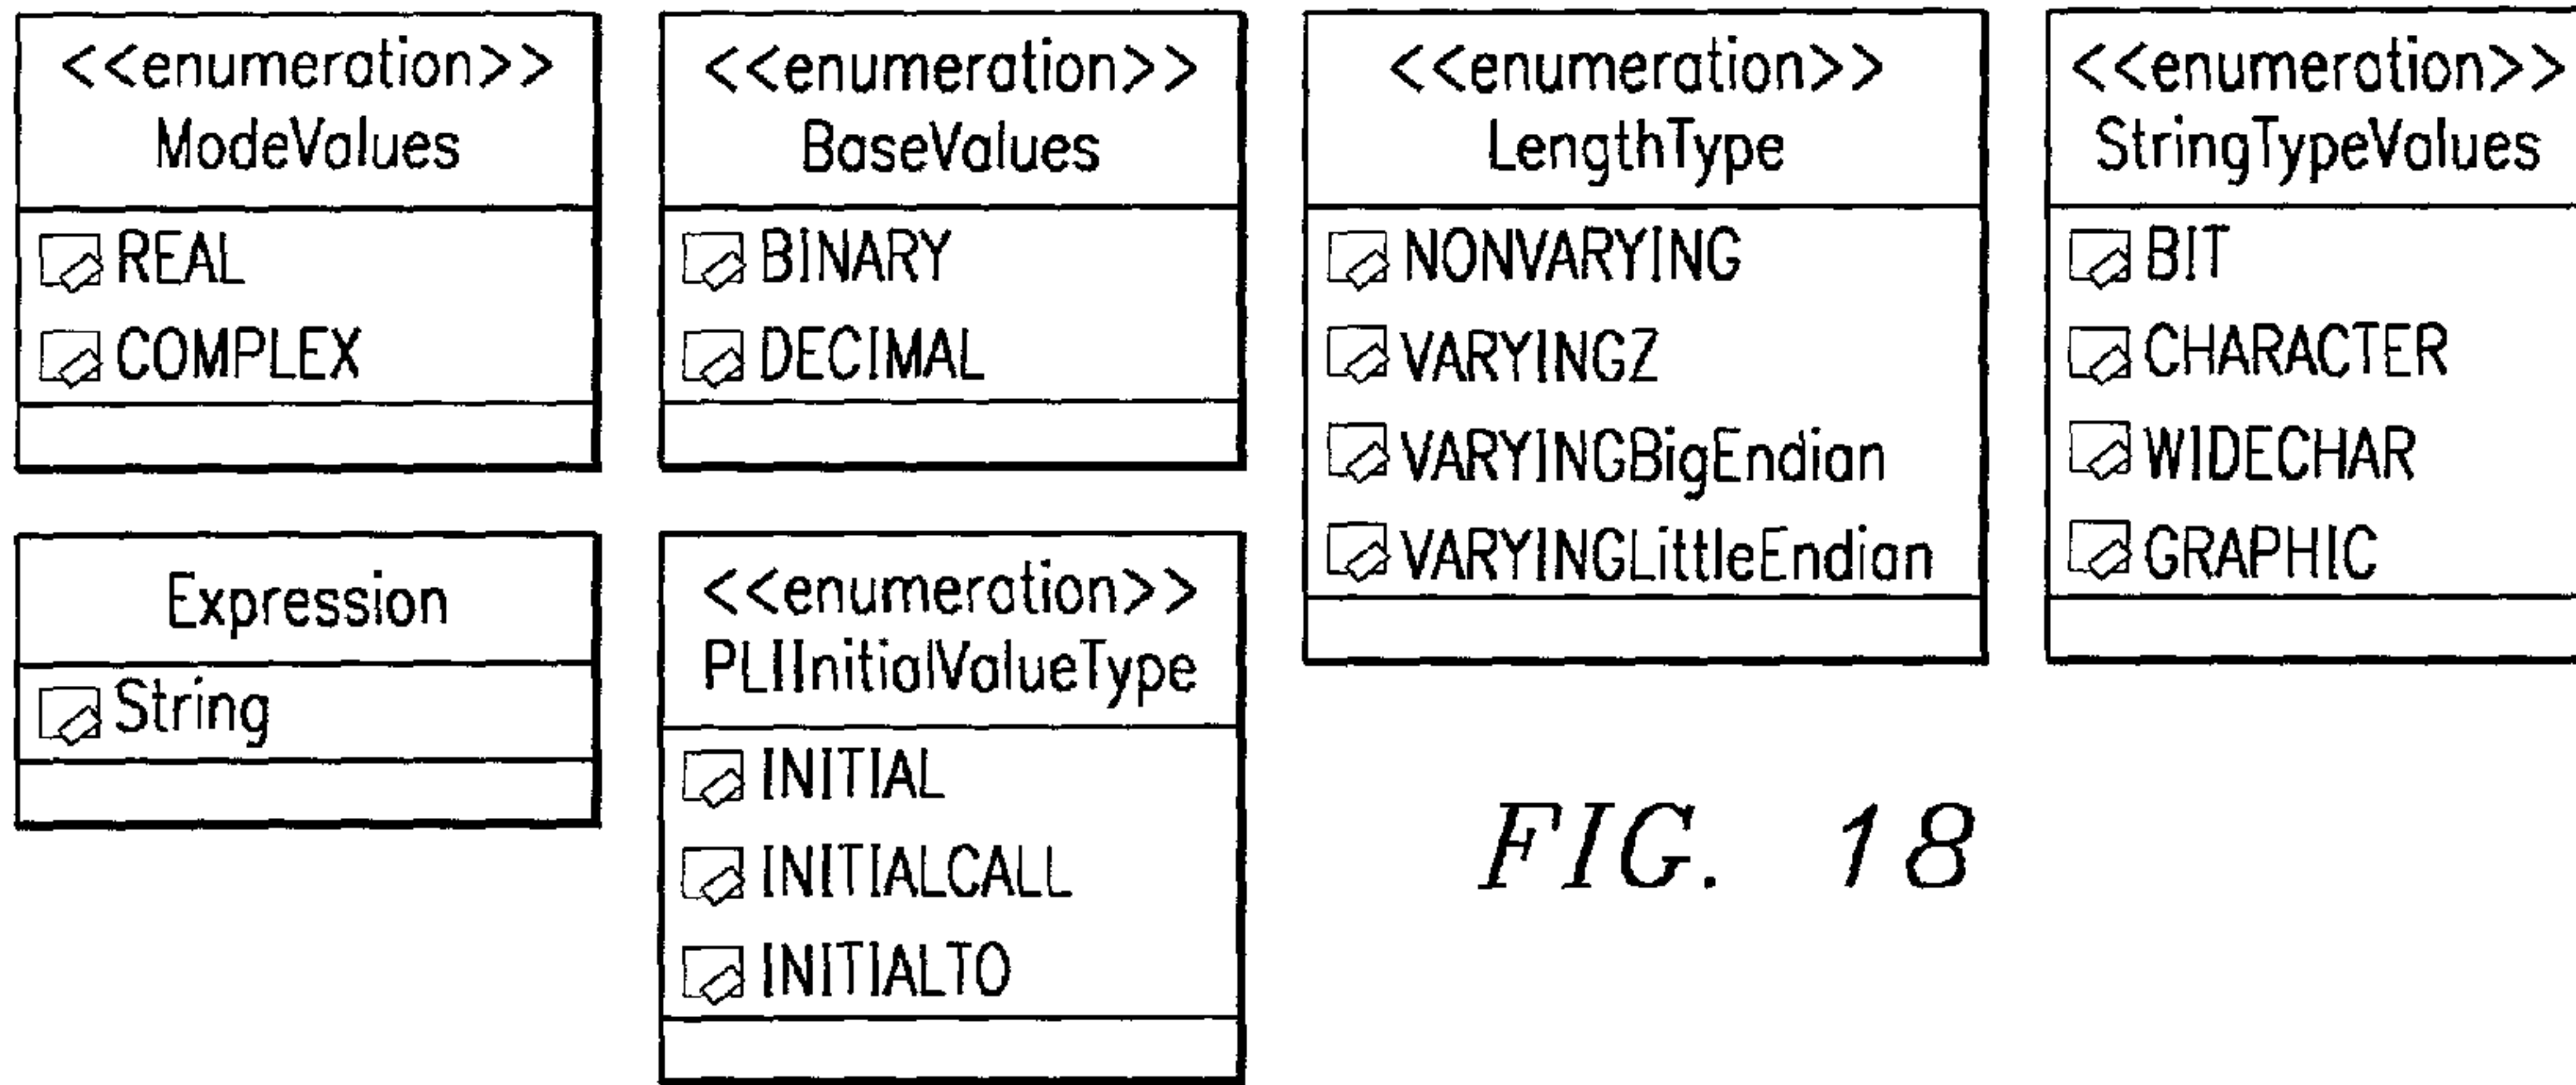 <<enumeration>>
ModeValues
REAL
COMPLEX
<<enumeration>>
BaseValues
BINARY
DECIMAL
<<enumeration>>
LengthType
NONVARYING
VARYINGZ
VARYINGBigEndian
VARYINGLittleEndian
<<enumeration>>
StringTypeValues
BIT
CHARACTER
WIDECHAR
GRAPHIC
Expression
String
<<enumeration>>
PLIInitialValueType
INITIAL
INITIALCALL
INITIALTO
FIG. 18